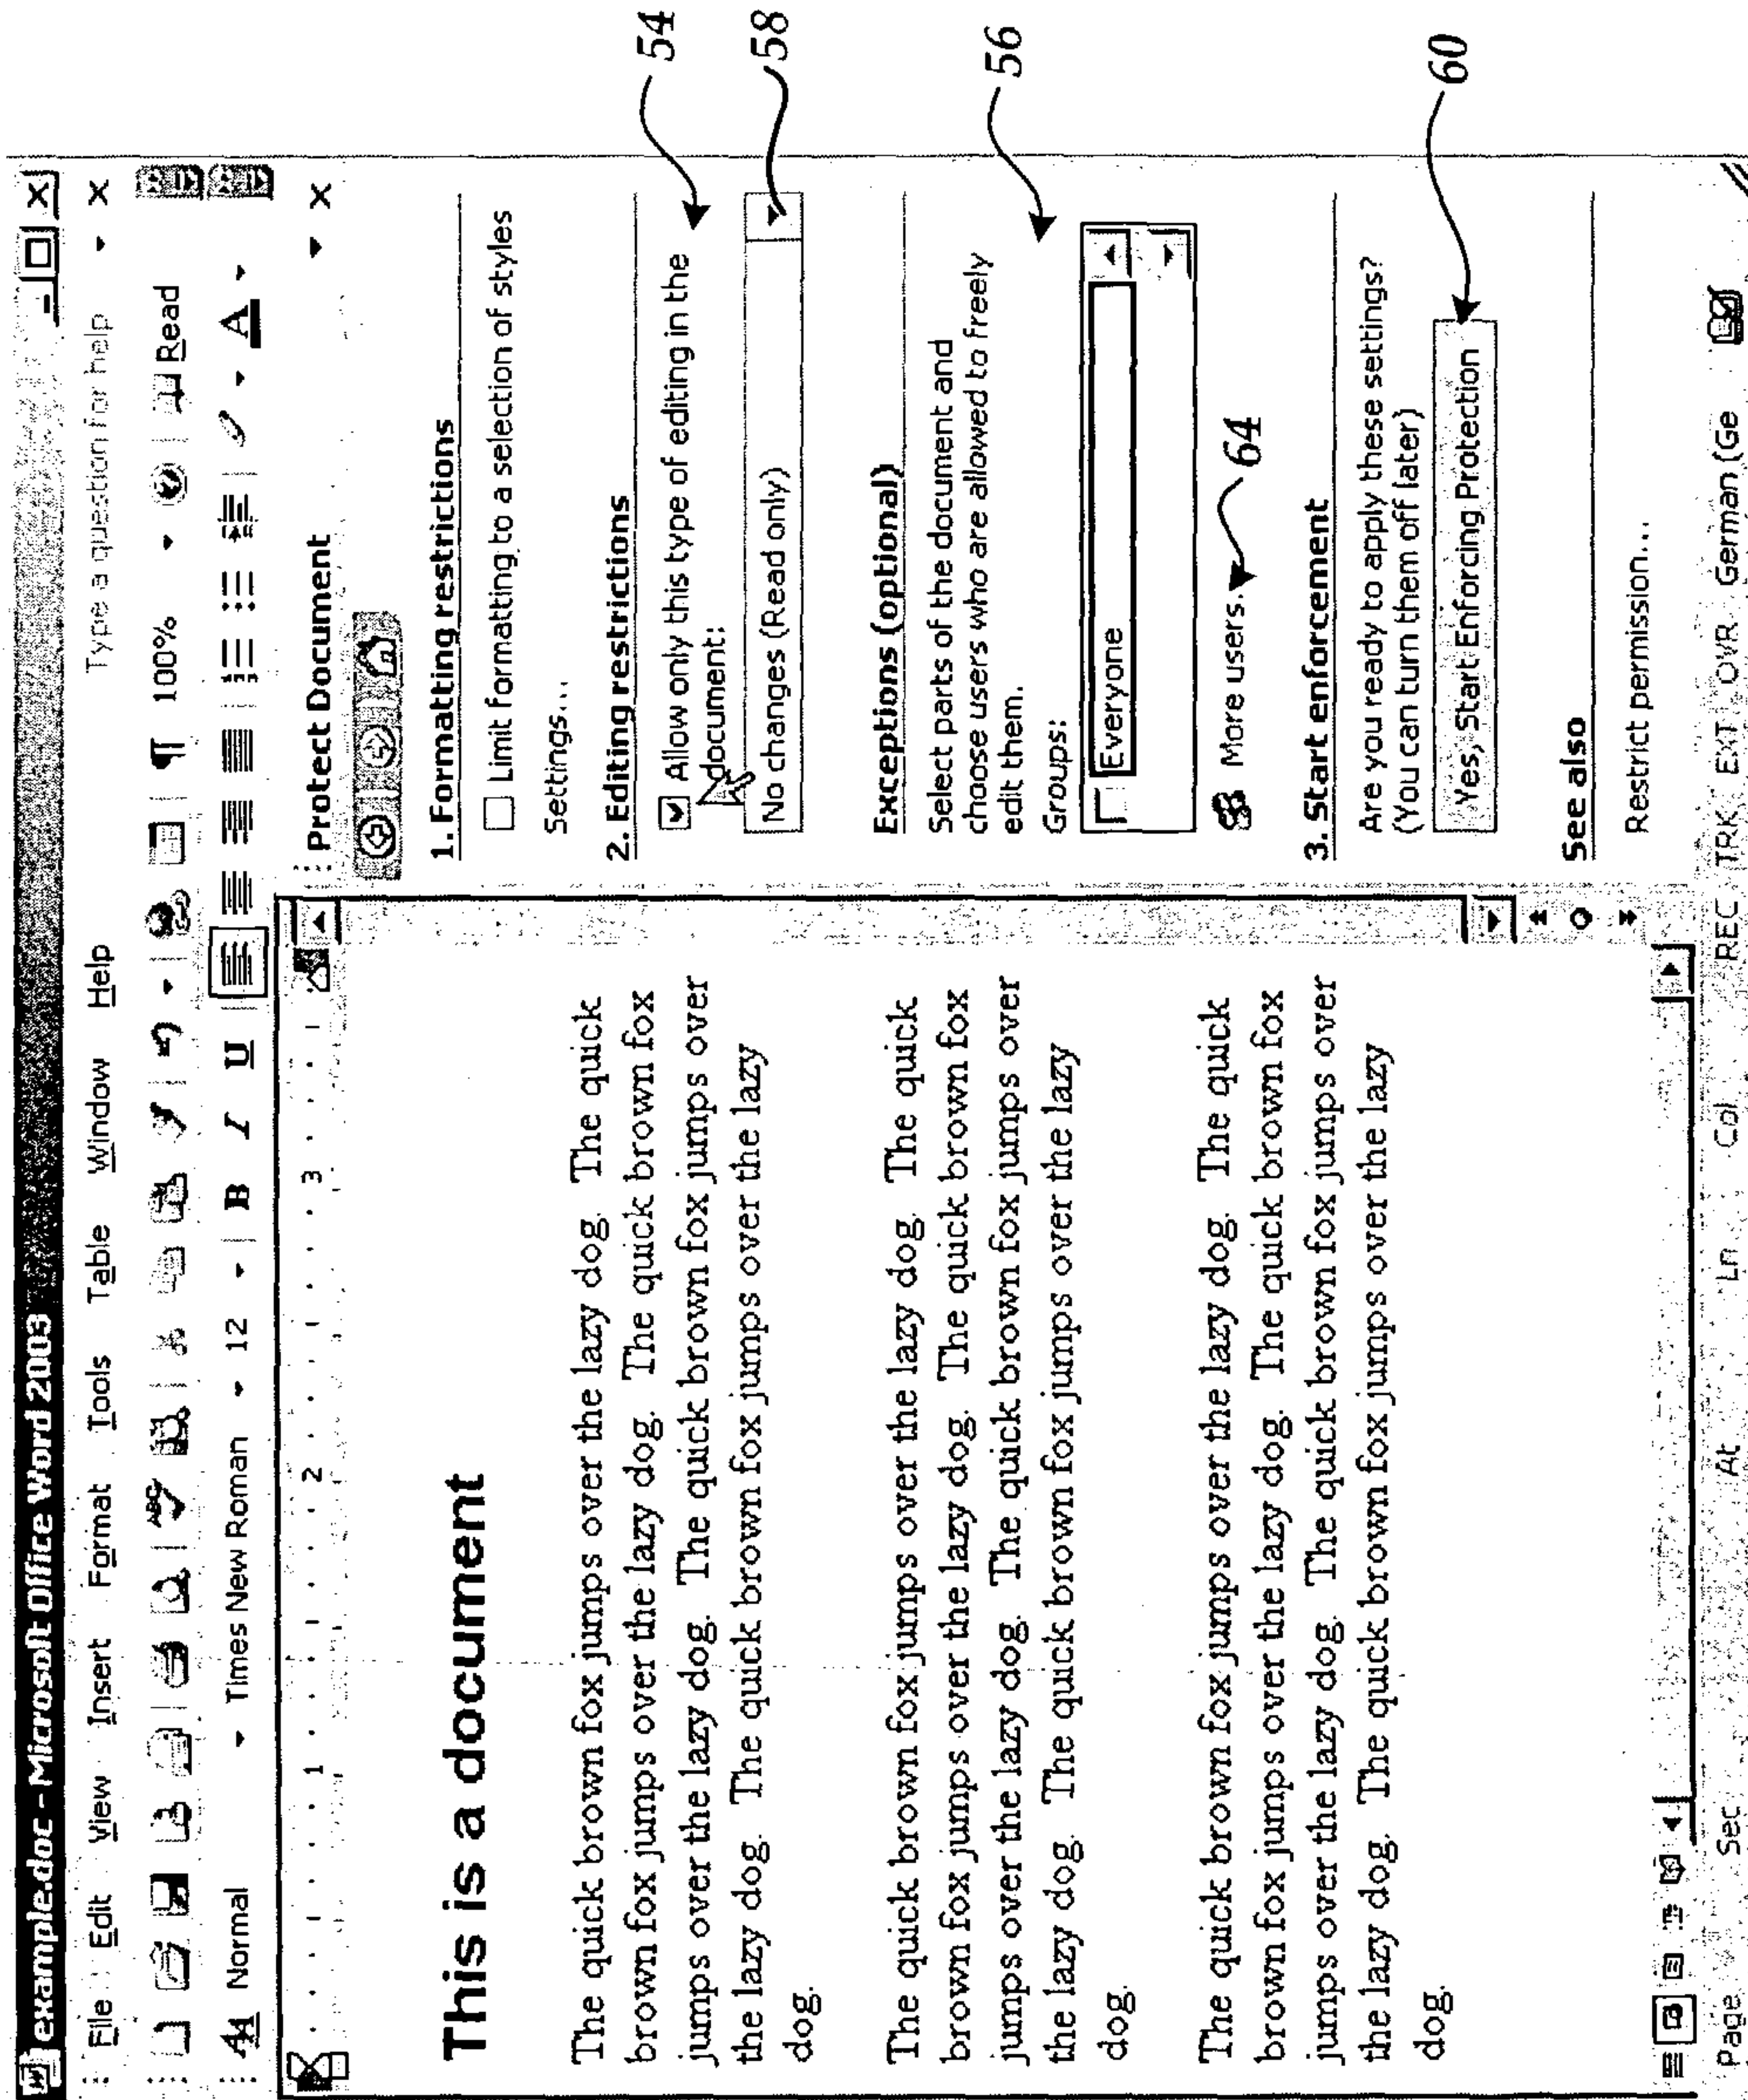 example.doc - Microsoft Office Word 2003
File Edit View Insert Format Tools Table Window Help Type a question for help
100% Read
Normal Times New Roman 12 B I U A
1 2 3
This is a document
The quick brown fox jumps over the lazy dog. The quick
brown fox jumps over the lazy dog. The quick brown fox
jumps over the lazy dog. The quick brown fox jumps over
the lazy dog. The quick brown fox jumps over the lazy
dog.
The quick brown fox jumps over the lazy dog. The quick
brown fox jumps over the lazy dog. The quick brown fox
jumps over the lazy dog. The quick brown fox jumps over
the lazy dog. The quick brown fox jumps over the lazy
dog.
The quick brown fox jumps over the lazy dog. The quick
brown fox jumps over the lazy dog. The quick brown fox
jumps over the lazy dog. The quick brown fox jumps over
the lazy dog. The quick brown fox jumps over the lazy
dog.
Protect Document
1. Formatting restrictions
Limit formatting to a selection of styles
Settings...
2. Editing restrictions
Allow only this type of editing in the
document:
54
No changes (Read only)
58
Exceptions (optional)
Select parts of the document and
choose users who are allowed to freely
edit them.
56
Groups:
Everyone
More users.
64
3. Start enforcement
Are you ready to apply these settings?
(You can turn them off later)
Yes, Start Enforcing Protection
60
See also
Restrict permission...
Page Sec At Ln Col REC TRK EXT OVR German (Ge